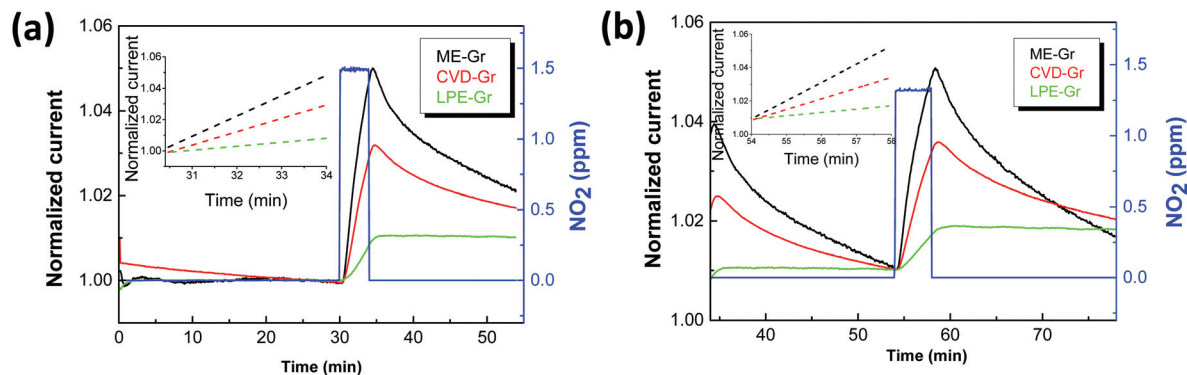 (a)
1.06
1.04
1.02
1.00
Normalized current
0
10
20
30
40
50
Time (min)
1.5
1.0
0.5
0.0
NO2 (ppm)
ME-Gr
CVD-Gr
LPE-Gr
1.06
1.04
1.02
1.00
Normalized current
31
32
33
34
Time (min)
(b)
1.06
1.04
1.02
1.00
Normalized current
40
50
60
70
Time (min)
1.5
1.0
0.5
0.0
NO2 (ppm)
ME-Gr
CVD-Gr
LPE-Gr
1.06
1.04
1.02
1.00
Normalized current
54
55
56
57
58
Time (min)